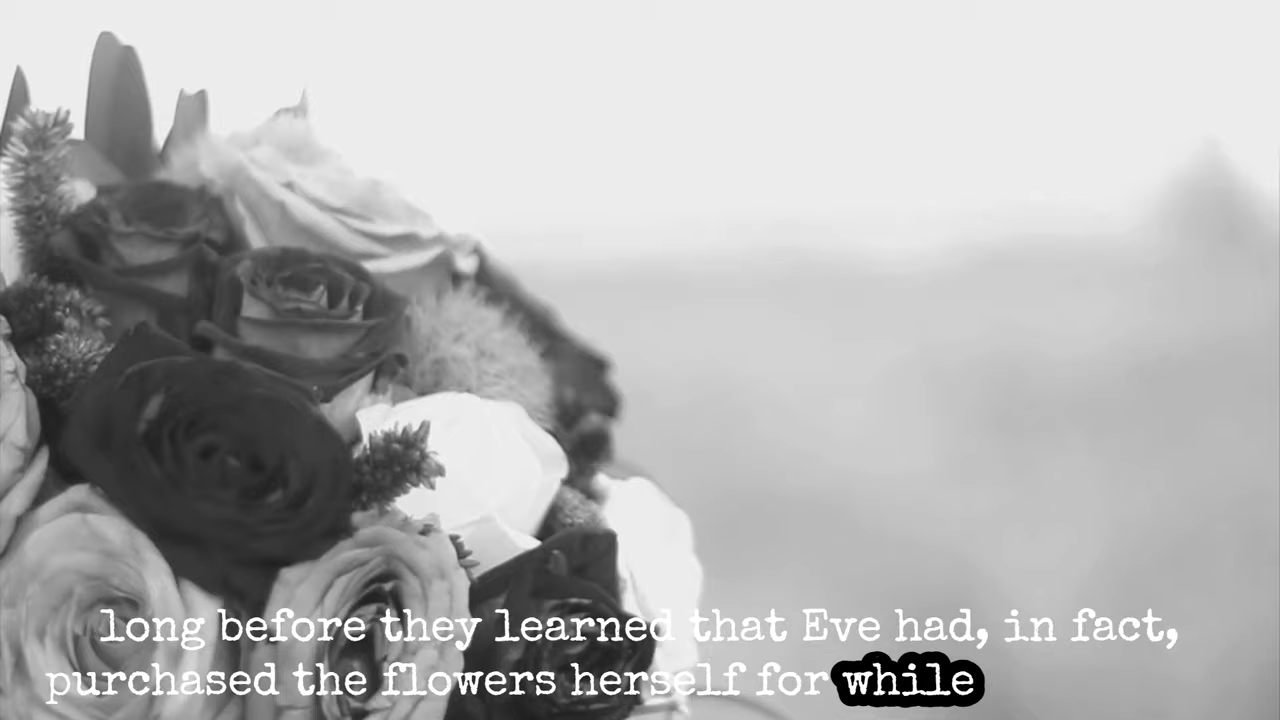 long before they learned that Eve had, in fact,
purchased the flowers herself for while